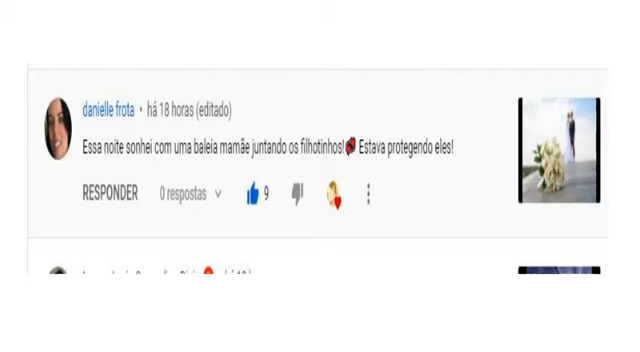 danielle frota • há 18 horas (editado)
Essa noite sonhei com uma baleia mamãe juntando os filhotinhos! Estava protegendo eles!
RESPONDER 0 respostas 9